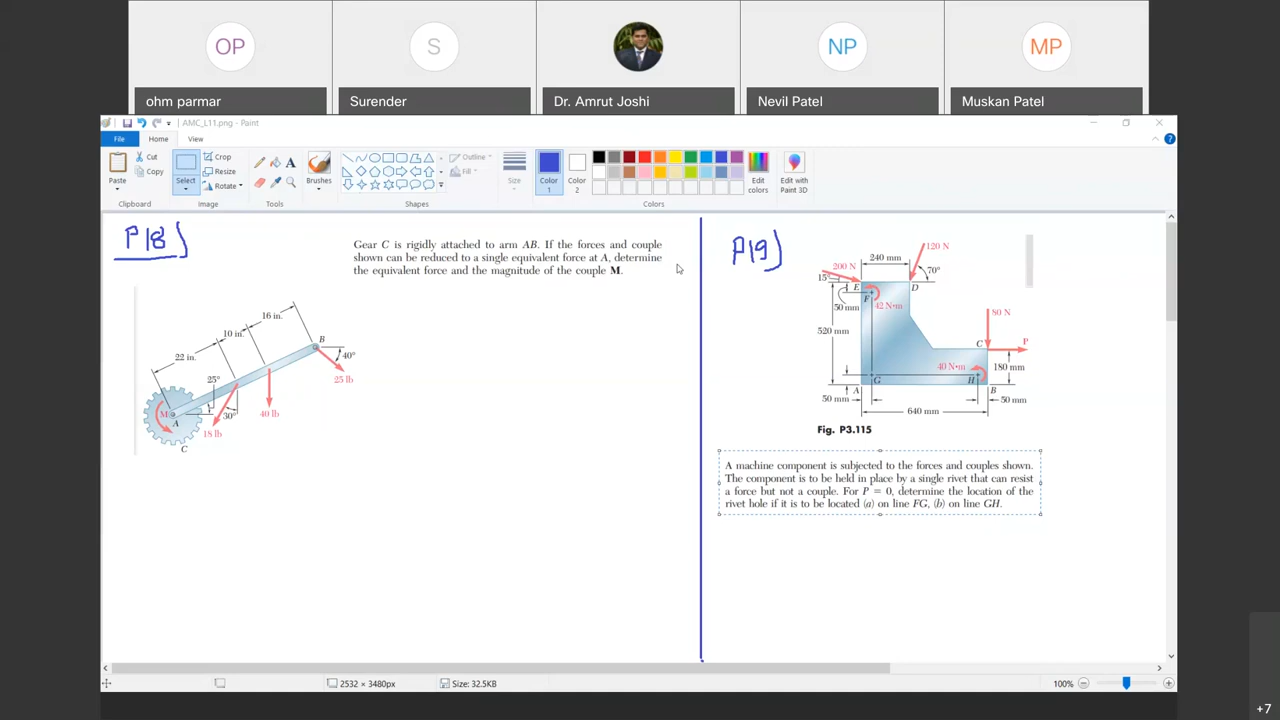 OP
S
NP
MP
ohm parmar
Surender
Dr. Amrut Joshi
Nevil Patel
Muskan Patel
AMC_L11.png - Paint
File
Home
View
Paste
Cut
Copy
Clipboard
Select
Crop
Resize
Rotate
Image
A
Tools
Brushes
Shapes
Outline
Fill
Size
Color 1
Color 2
Colors
Edit colors
Edit with Paint 3D
P18)
Gear C is rigidly attached to arm AB. If the forces and couple
shown can be reduced to a single equivalent force at A, determine
the equivalent force and the magnitude of the couple M.
16 in.
10 in.
22 in.
B
40°
25 lb
25°
30°
M
A
40 lb
18 lb
C
P19)
120 N
240 mm
200 N
70°
15°
E
D
F
50 mm
42 N•m
80 N
520 mm
C
P
40 N•m
180 mm
G
H
A
B
50 mm
50 mm
640 mm
Fig. P3.115
A machine component is subjected to the forces and couples shown.
The component is to be held in place by a single rivet that can resist
a force but not a couple. For P = 0, determine the location of the
rivet hole if it is to be located (a) on line FG, (b) on line GH.
2532 × 3480px
Size: 32.5KB
100%
+7